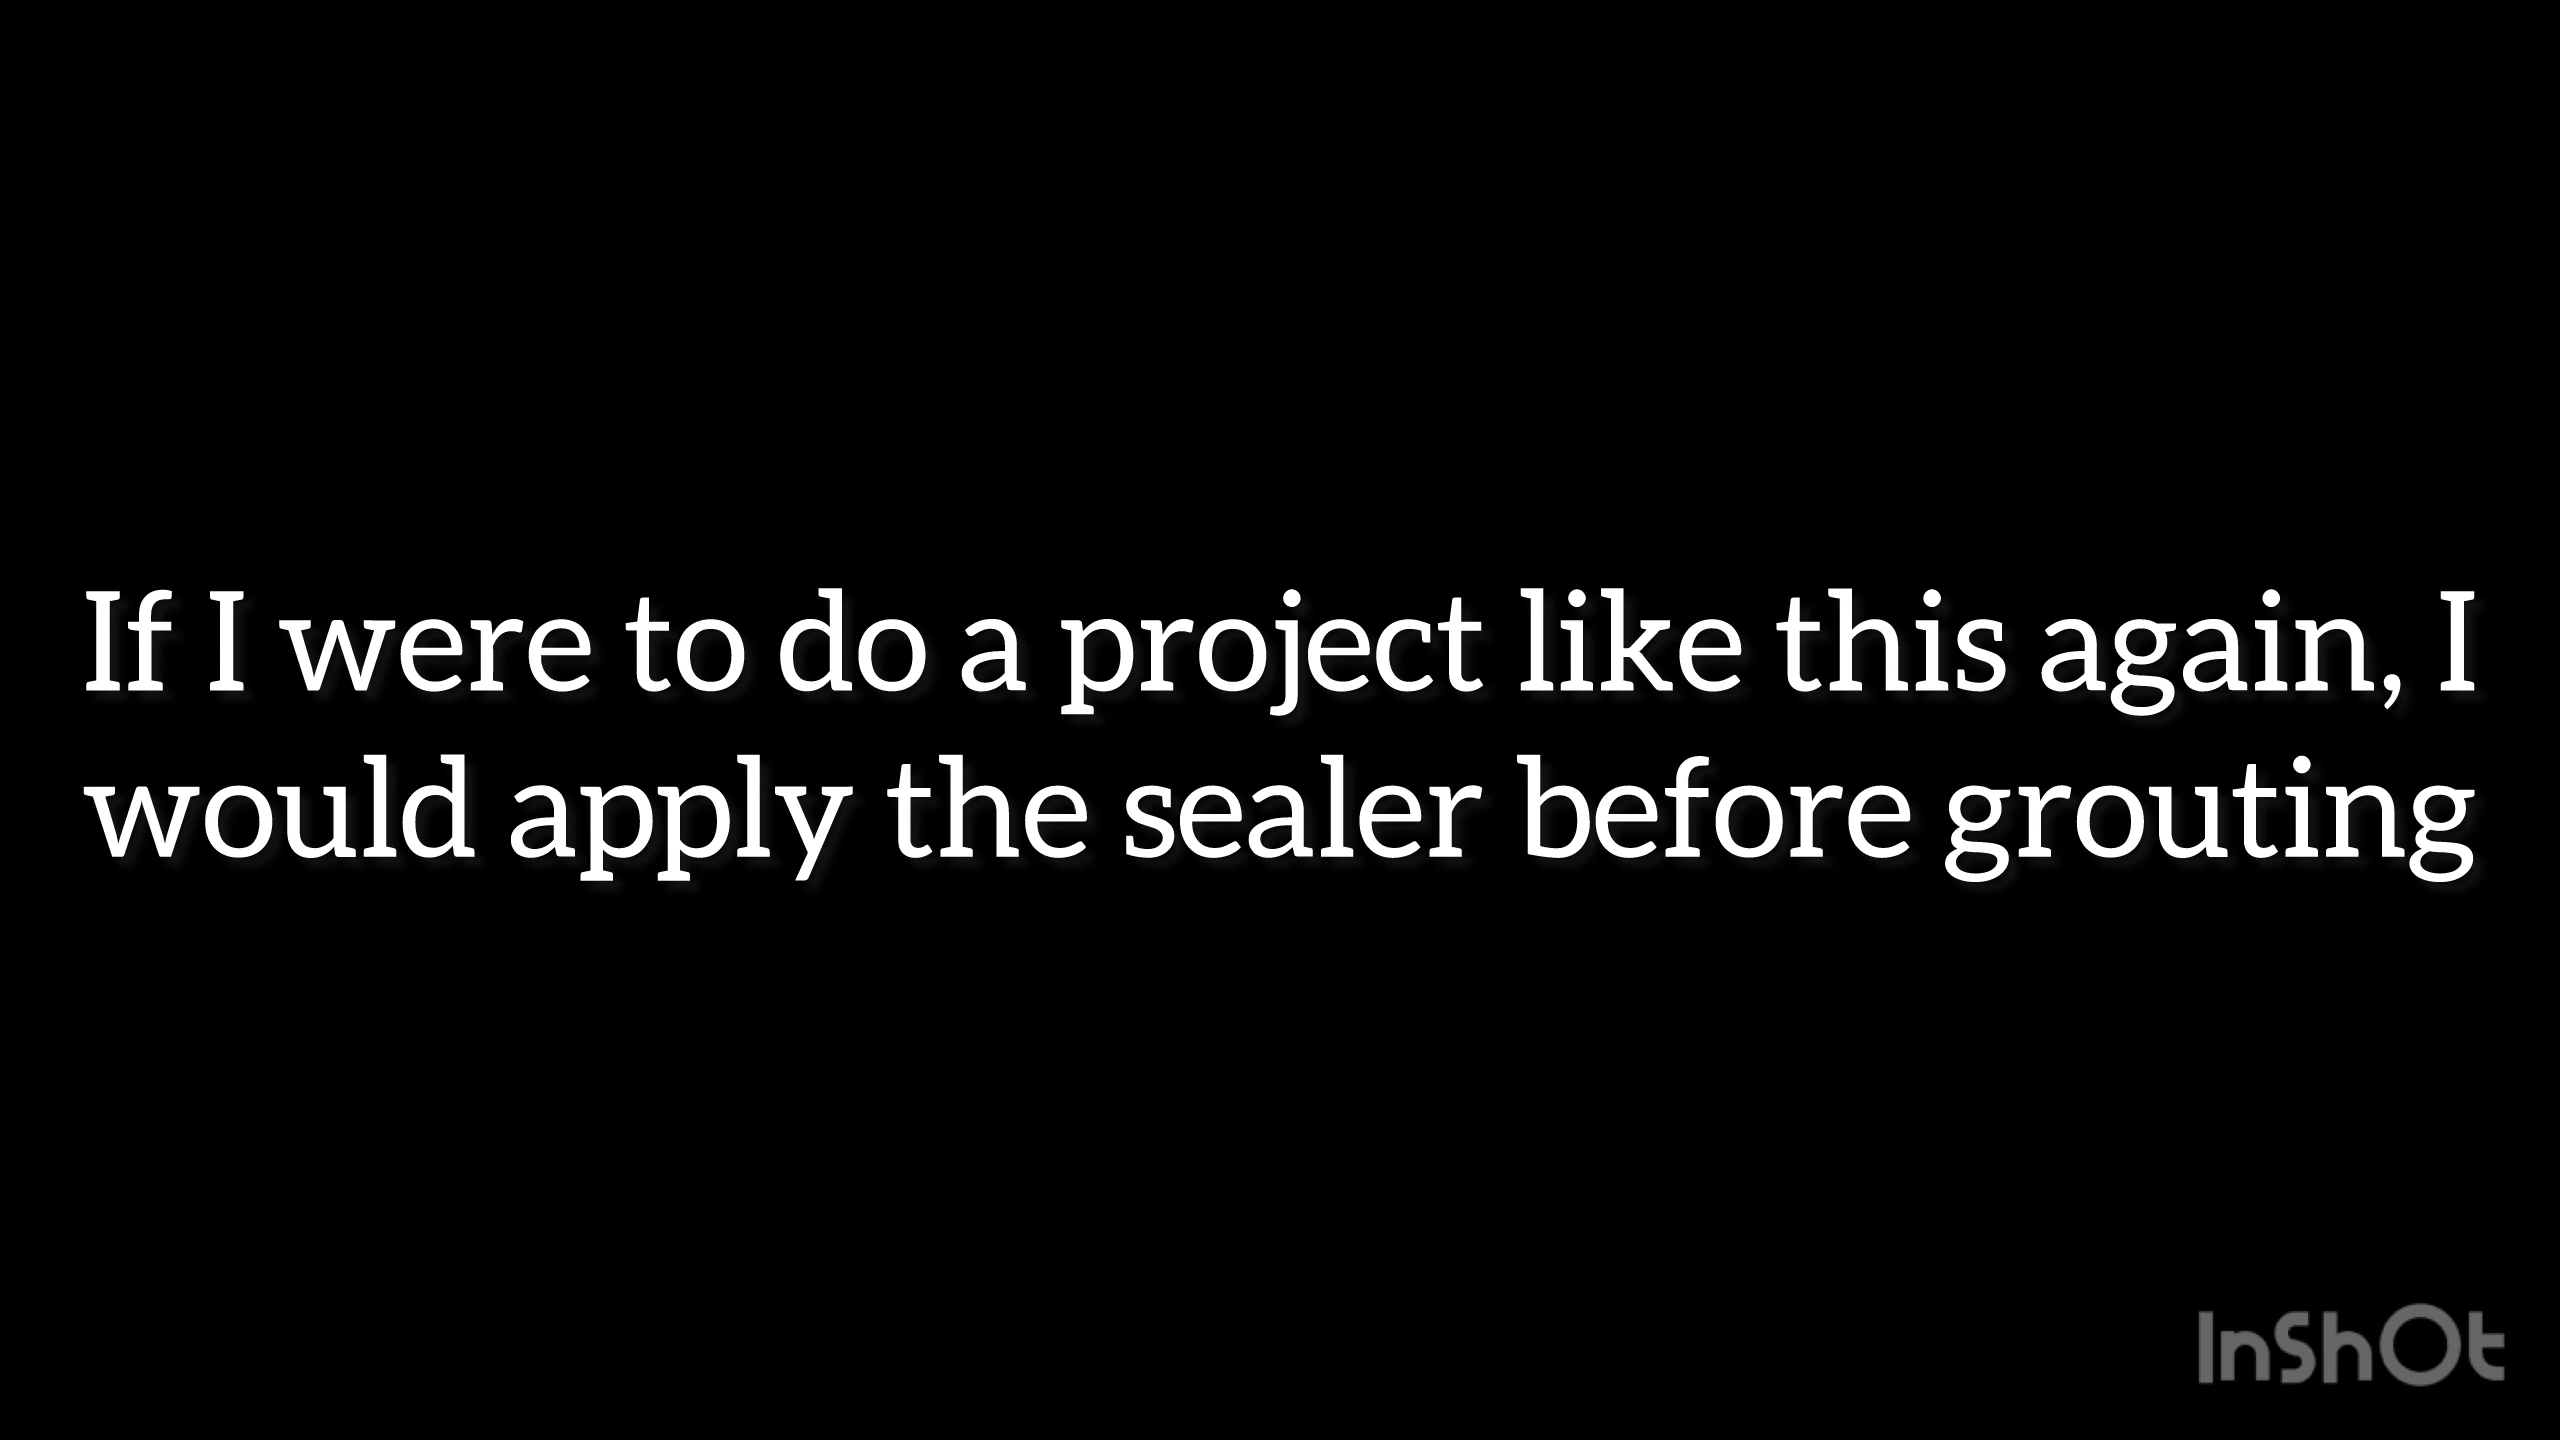 If I were to do a project like this again, I
would apply the sealer before grouting
InShOt